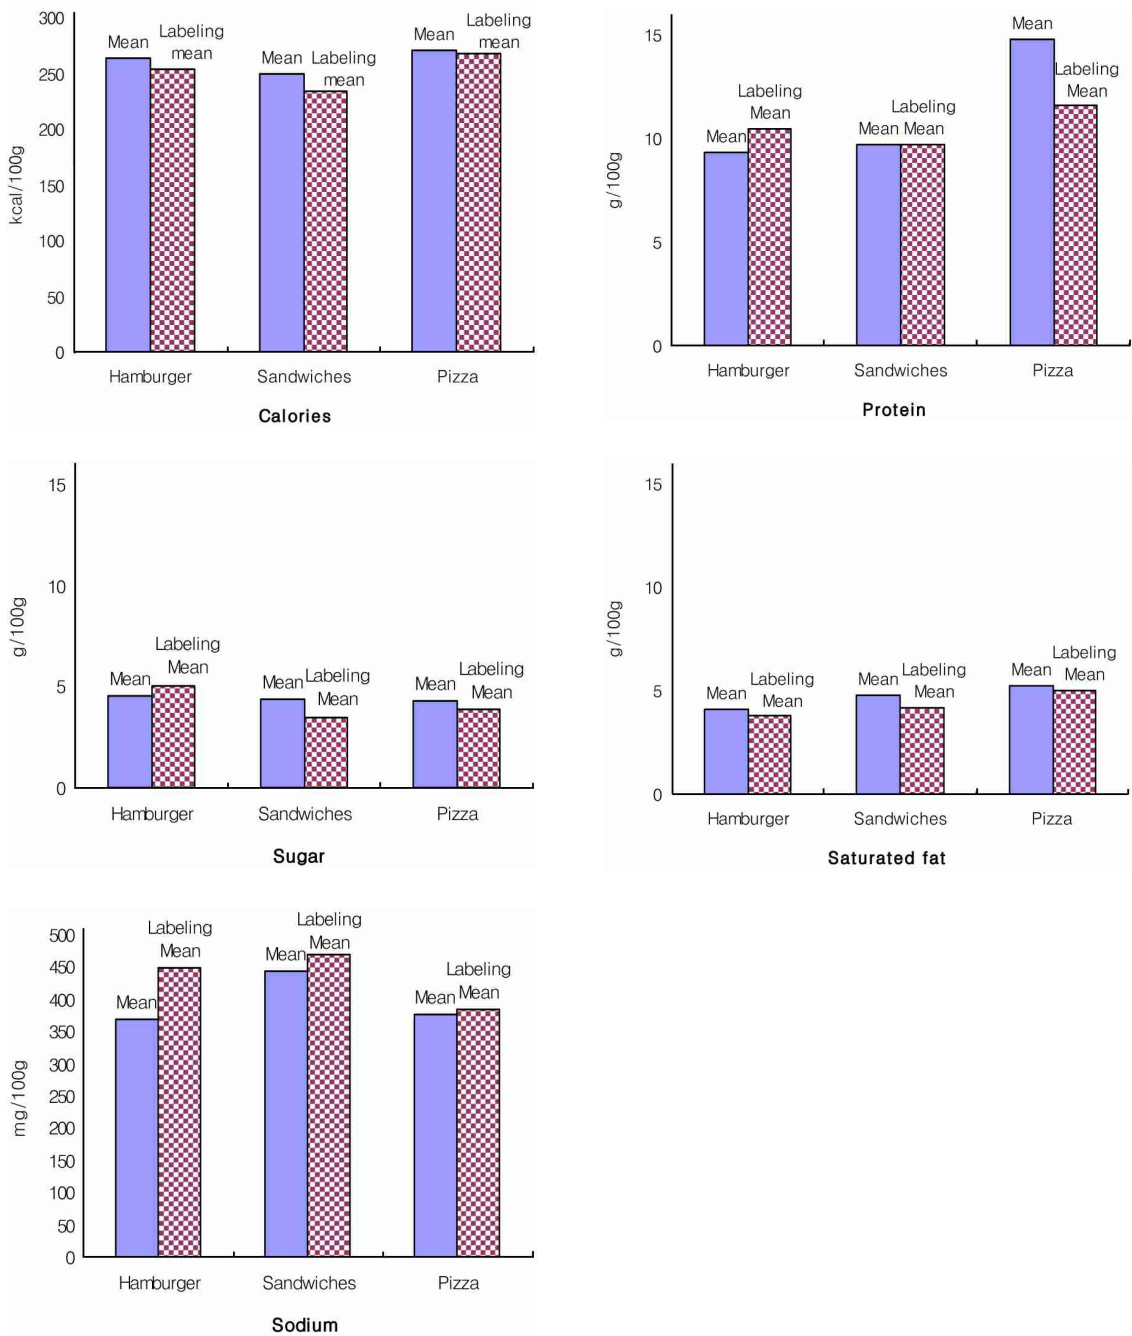 300
250
200
150
100
50
0
kcal/100g
Mean
Labeling
mean
Mean
Labeling
mean
Mean
Labeling
mean
Hamburger
Sandwiches
Pizza
Calories
15
10
5
0
g/100g
Mean
Labeling
Mean
Mean
Labeling
Mean
Mean
Labeling
Mean
Hamburger
Sandwiches
Pizza
Protein
15
10
5
0
g/100g
Mean
Labeling
Mean
Mean
Labeling
Mean
Mean
Labeling
Mean
Hamburger
Sandwiches
Pizza
Sugar
15
10
5
0
g/100g
Mean
Labeling
Mean
Mean
Labeling
Mean
Mean
Labeling
Mean
Hamburger
Sandwiches
Pizza
Saturated fat
500
450
400
350
300
250
200
150
100
50
0
mg/100g
Mean
Labeling
Mean
Mean
Labeling
Mean
Mean
Labeling
Mean
Hamburger
Sandwiches
Pizza
Sodium